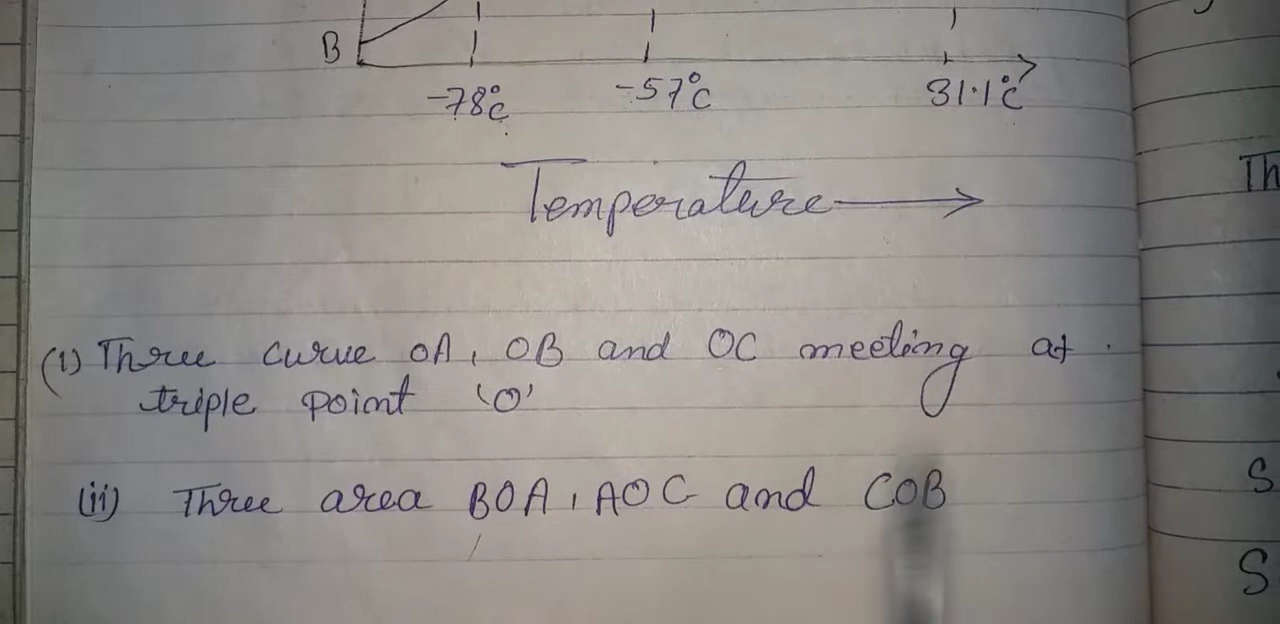 B
-78°C
-57°C
31.1°C
Temperature
Th
(i) Three curve OA, OB and OC meeting at
triple point 'O'
(ii) Three area BOA, AOC and COB
S
S